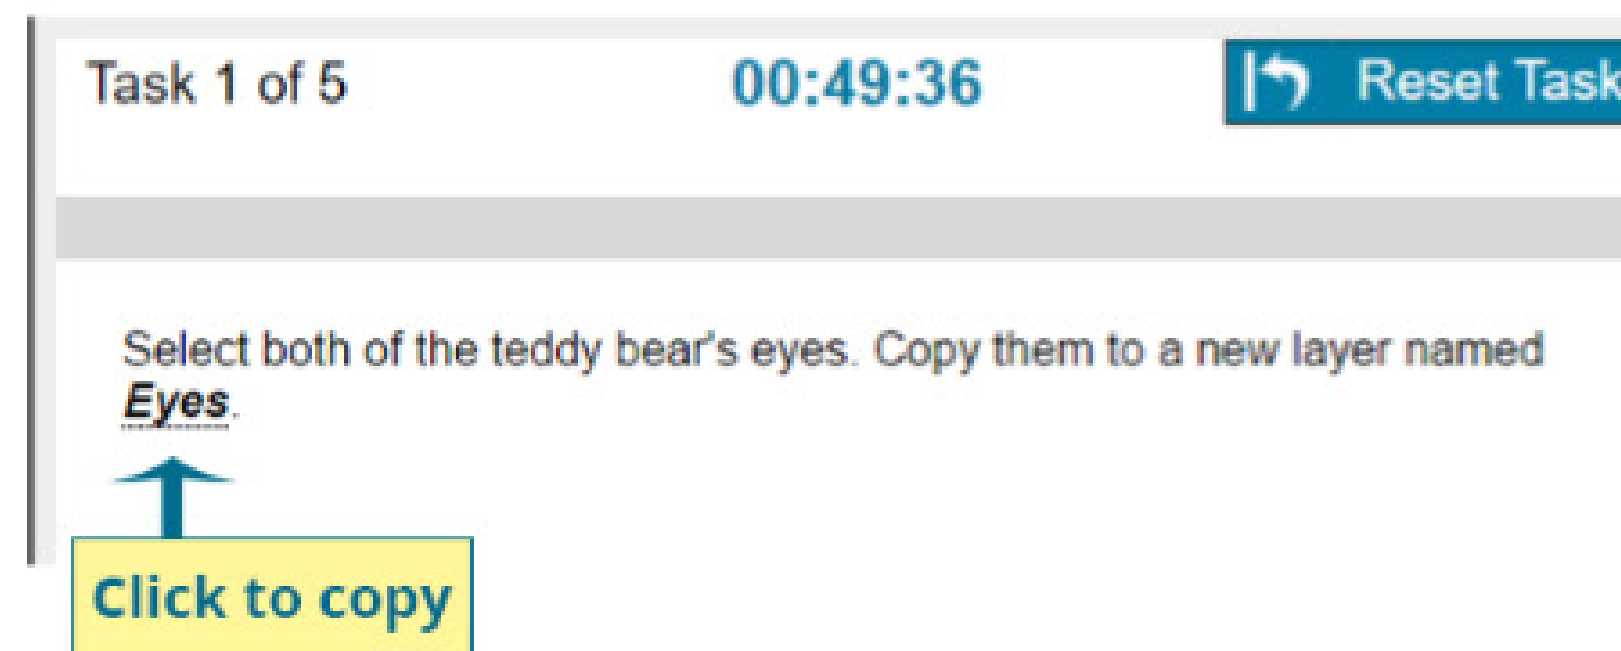 Task 1 of 5
00:49:36
Reset Task
Select both of the teddy bear's eyes. Copy them to a new layer named
Eyes.
Click to copy